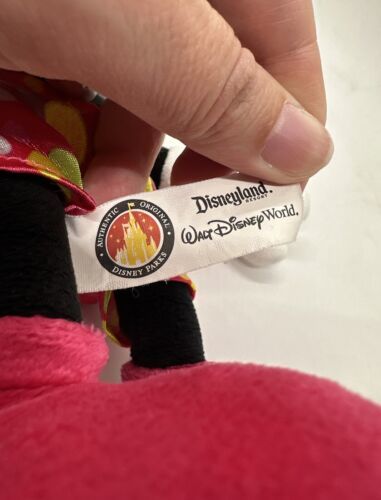 AUTHENTIC ORIGINAL
DISNEY PARKS
Disneyland
RESORT
WALT DISNEY World.